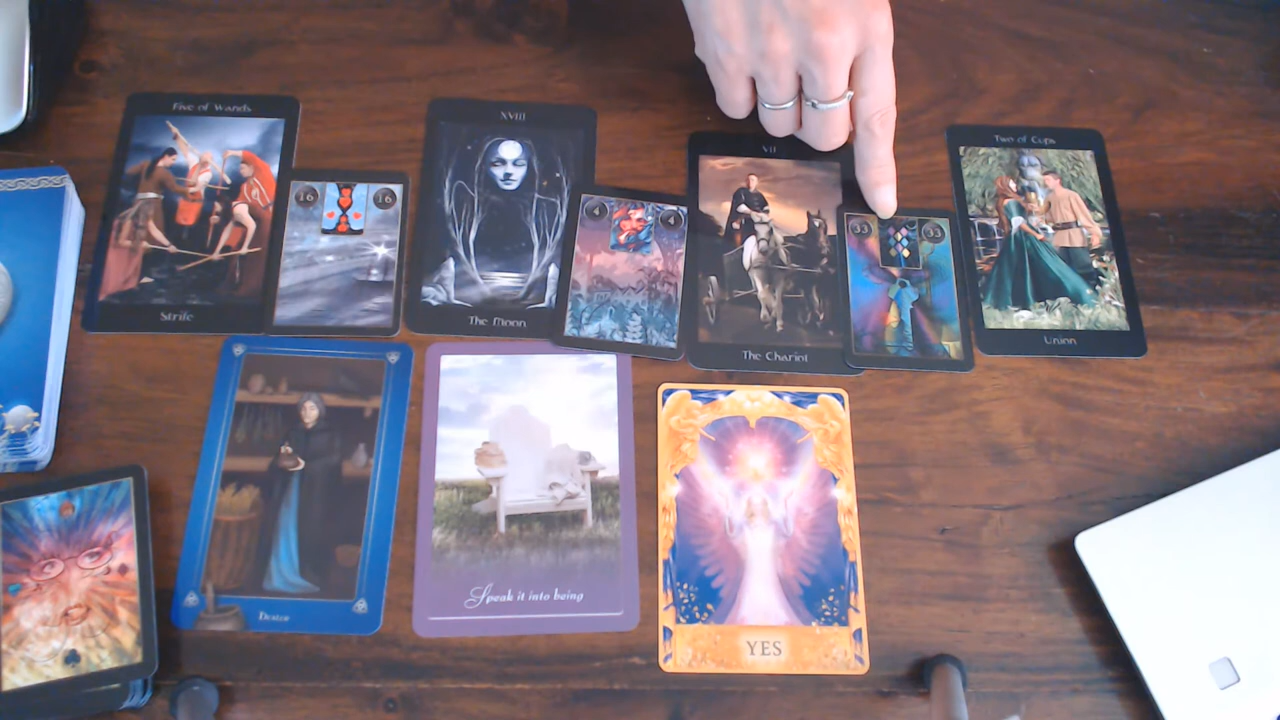 Five of Wands
Strife
16 16
XVIII
The Moon
4 4
VII
The Chariot
33 33
Two of Cups
Union
Speak it into being
YES